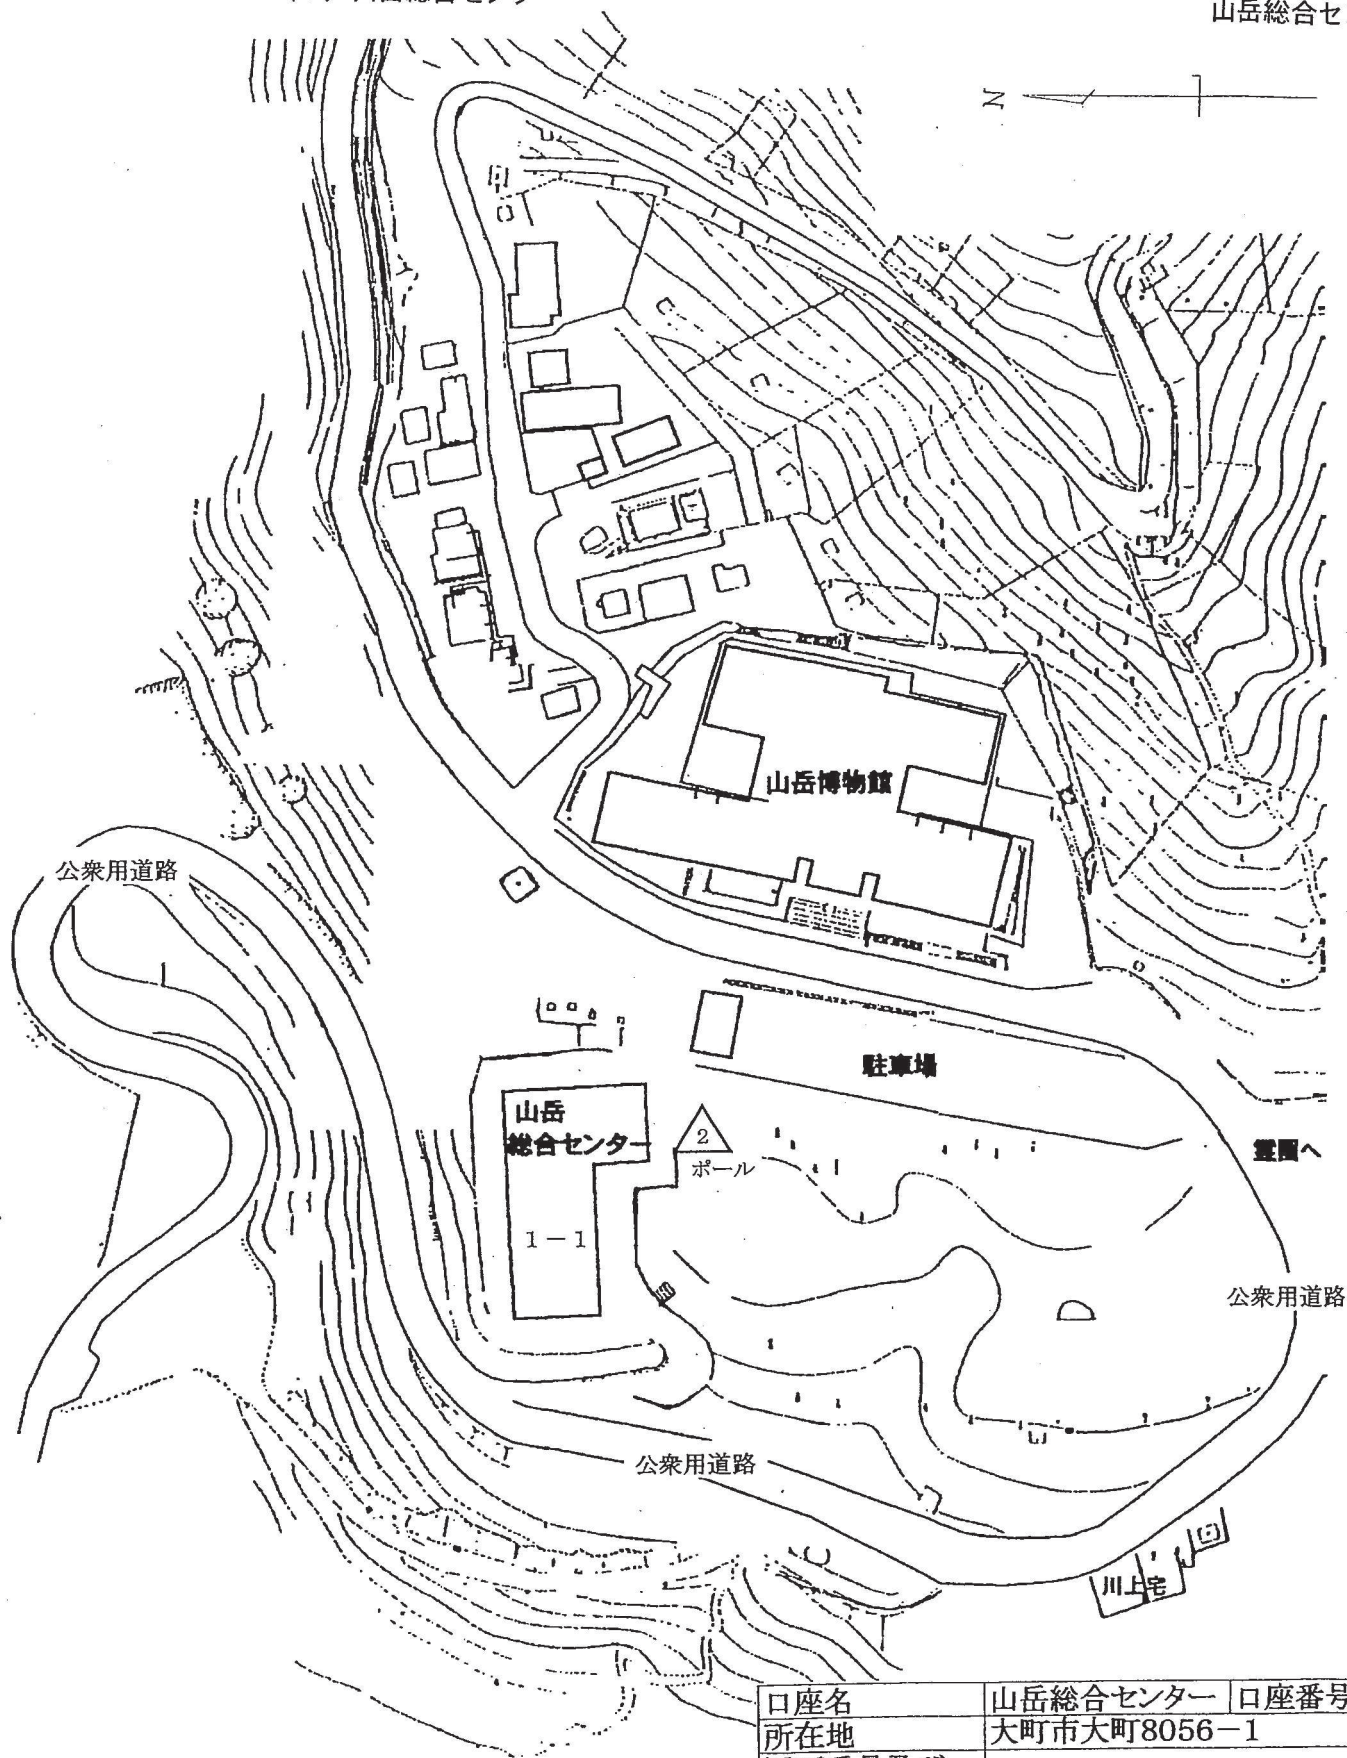 山岳総合セ
N
山岳博物館
公衆用道路
駐車場
山岳
総合センター
2
ポール
霊園へ
1-1
公衆用道路
公衆用道路
川上宅
口座名 山岳総合センター 口座番号
所在地 大町市大町8056-1